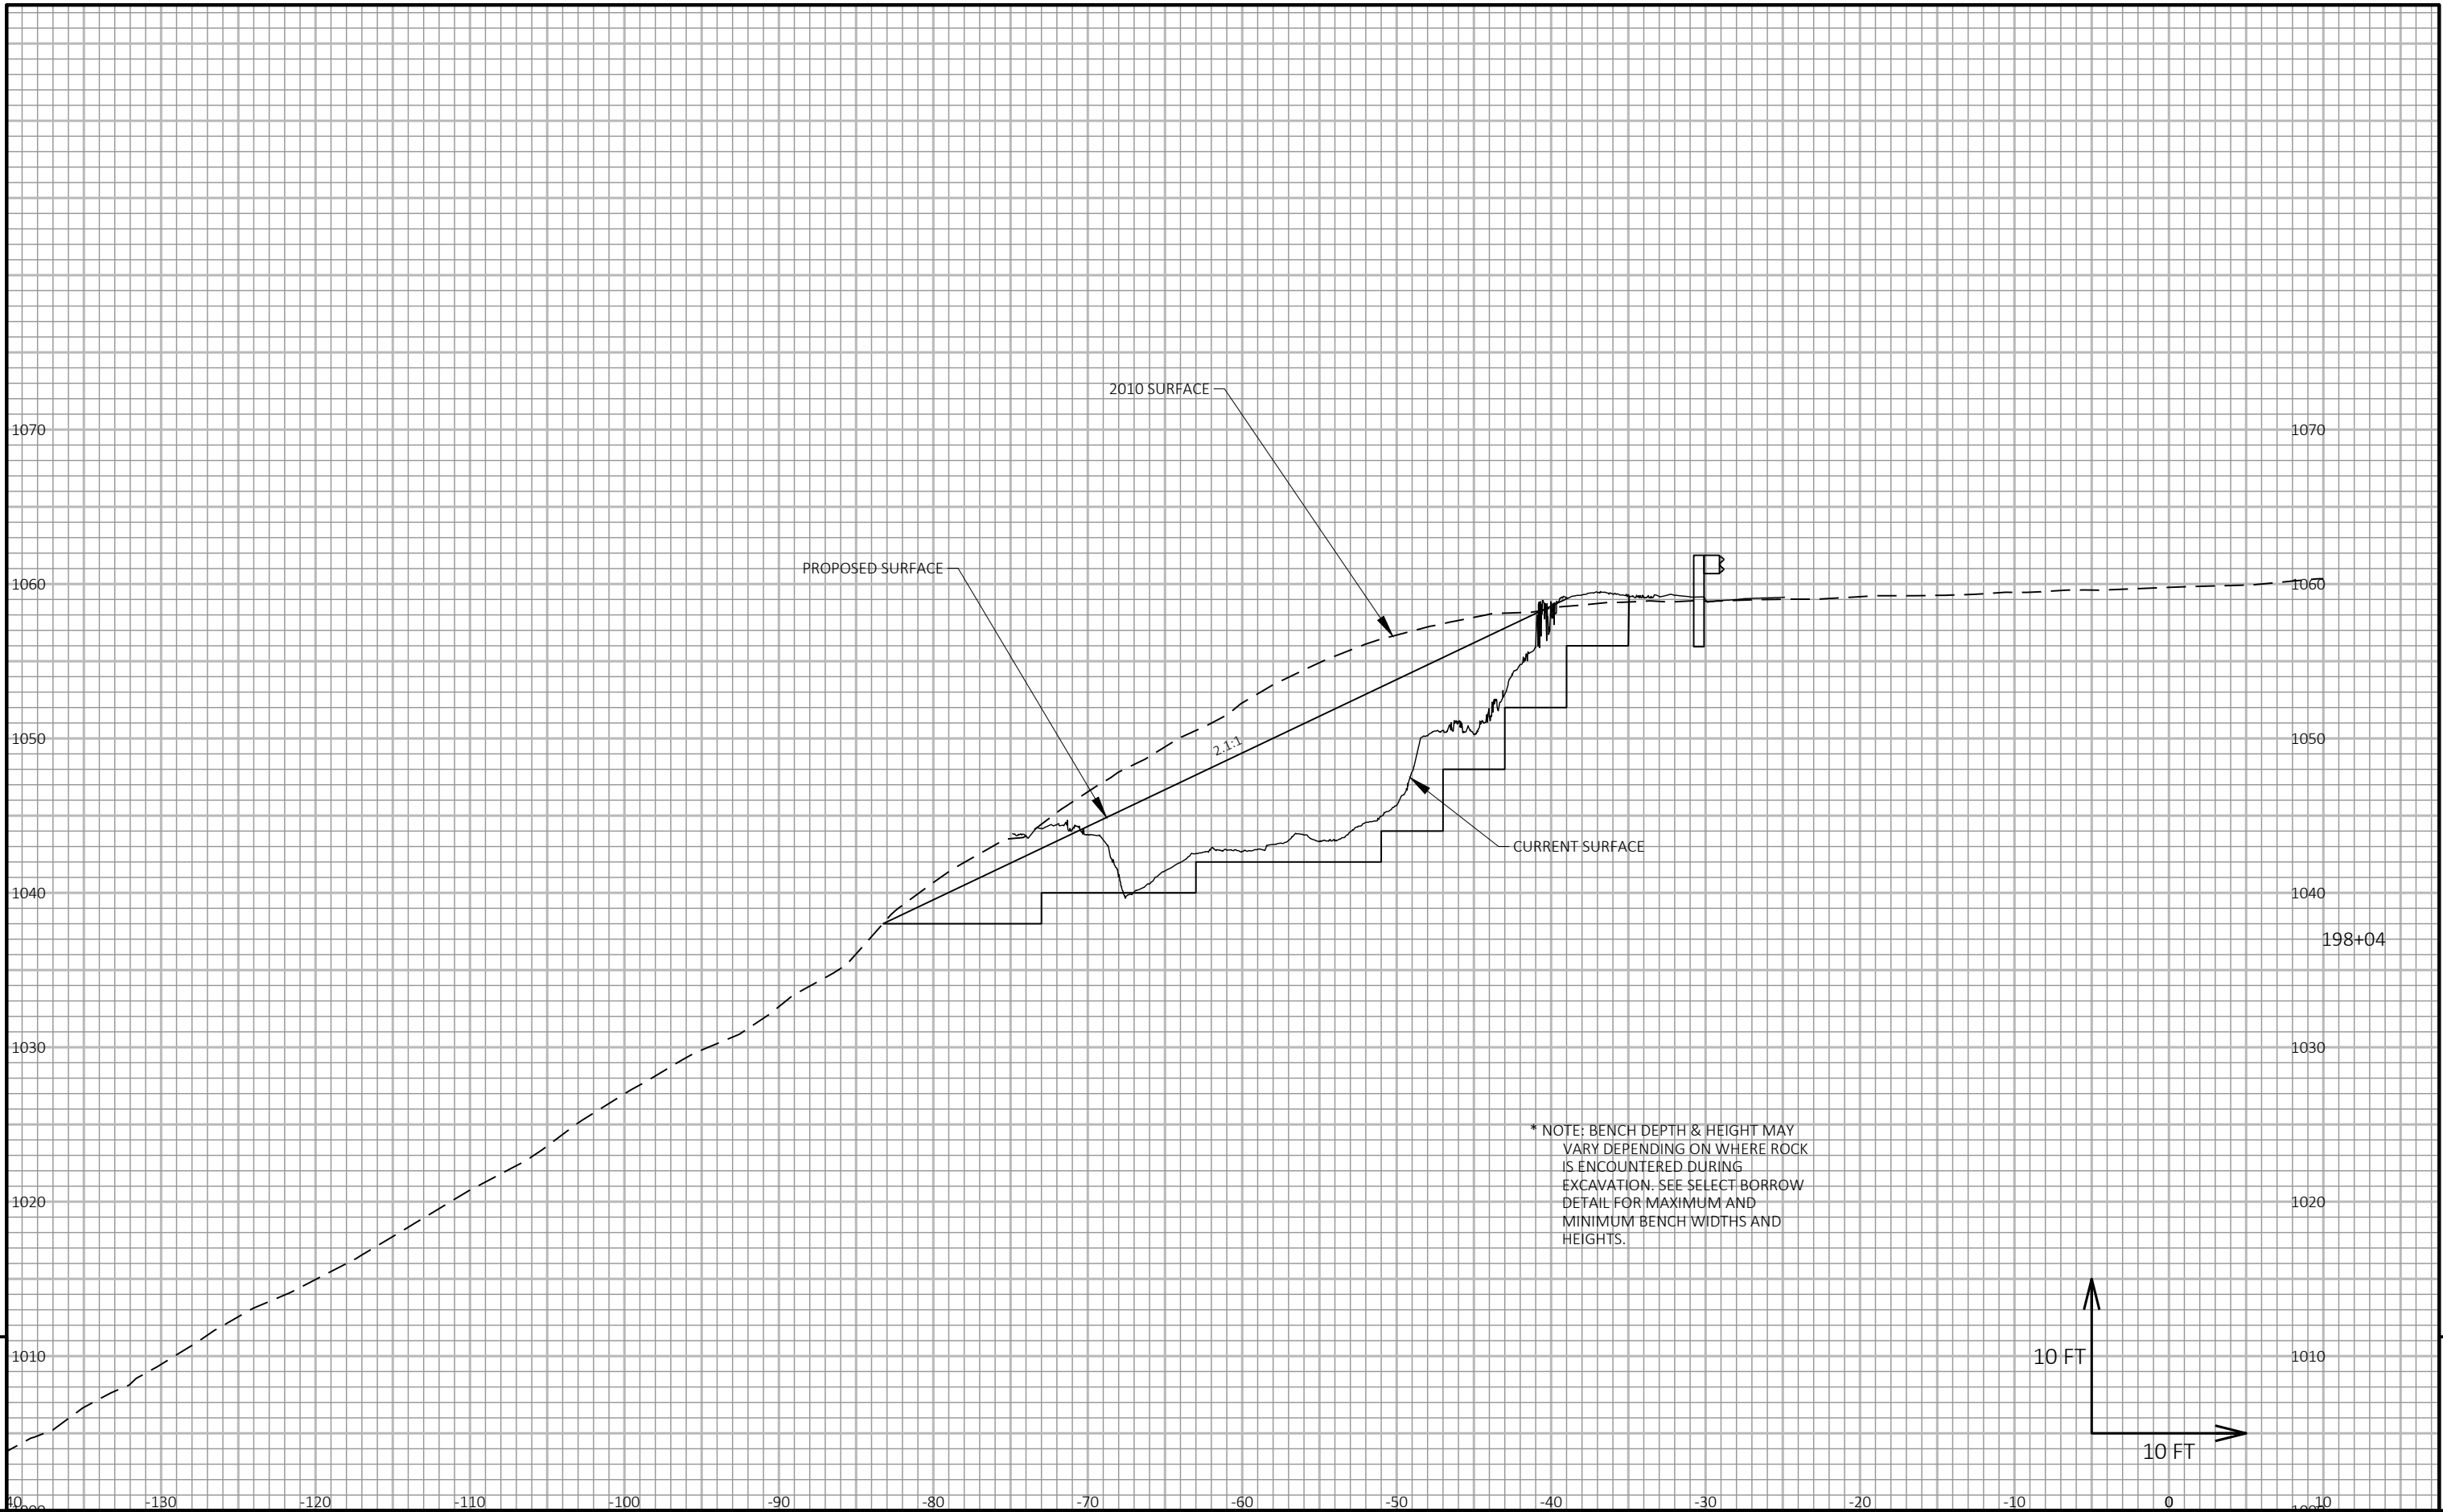 2010 SURFACE
1070 1070
PROPOSED SURFACE
1060 1060
2.1:1
1050 1050
CURRENT SURFACE
1040 1040
198+04
1030 1030
* NOTE: BENCH DEPTH & HEIGHT MAY
VARY DEPENDING ON WHERE ROCK
IS ENCOUNTERED DURING
EXCAVATION. SEE SELECT BORROW
DETAIL FOR MAXIMUM AND
MINIMUM BENCH WIDTHS AND
HEIGHTS.
1020 1020
1010 1010
10 FT
10 FT
-130 -120 -110 -100 -90 -80 -70 -60 -50 -40 -30 -20 -10 0 10